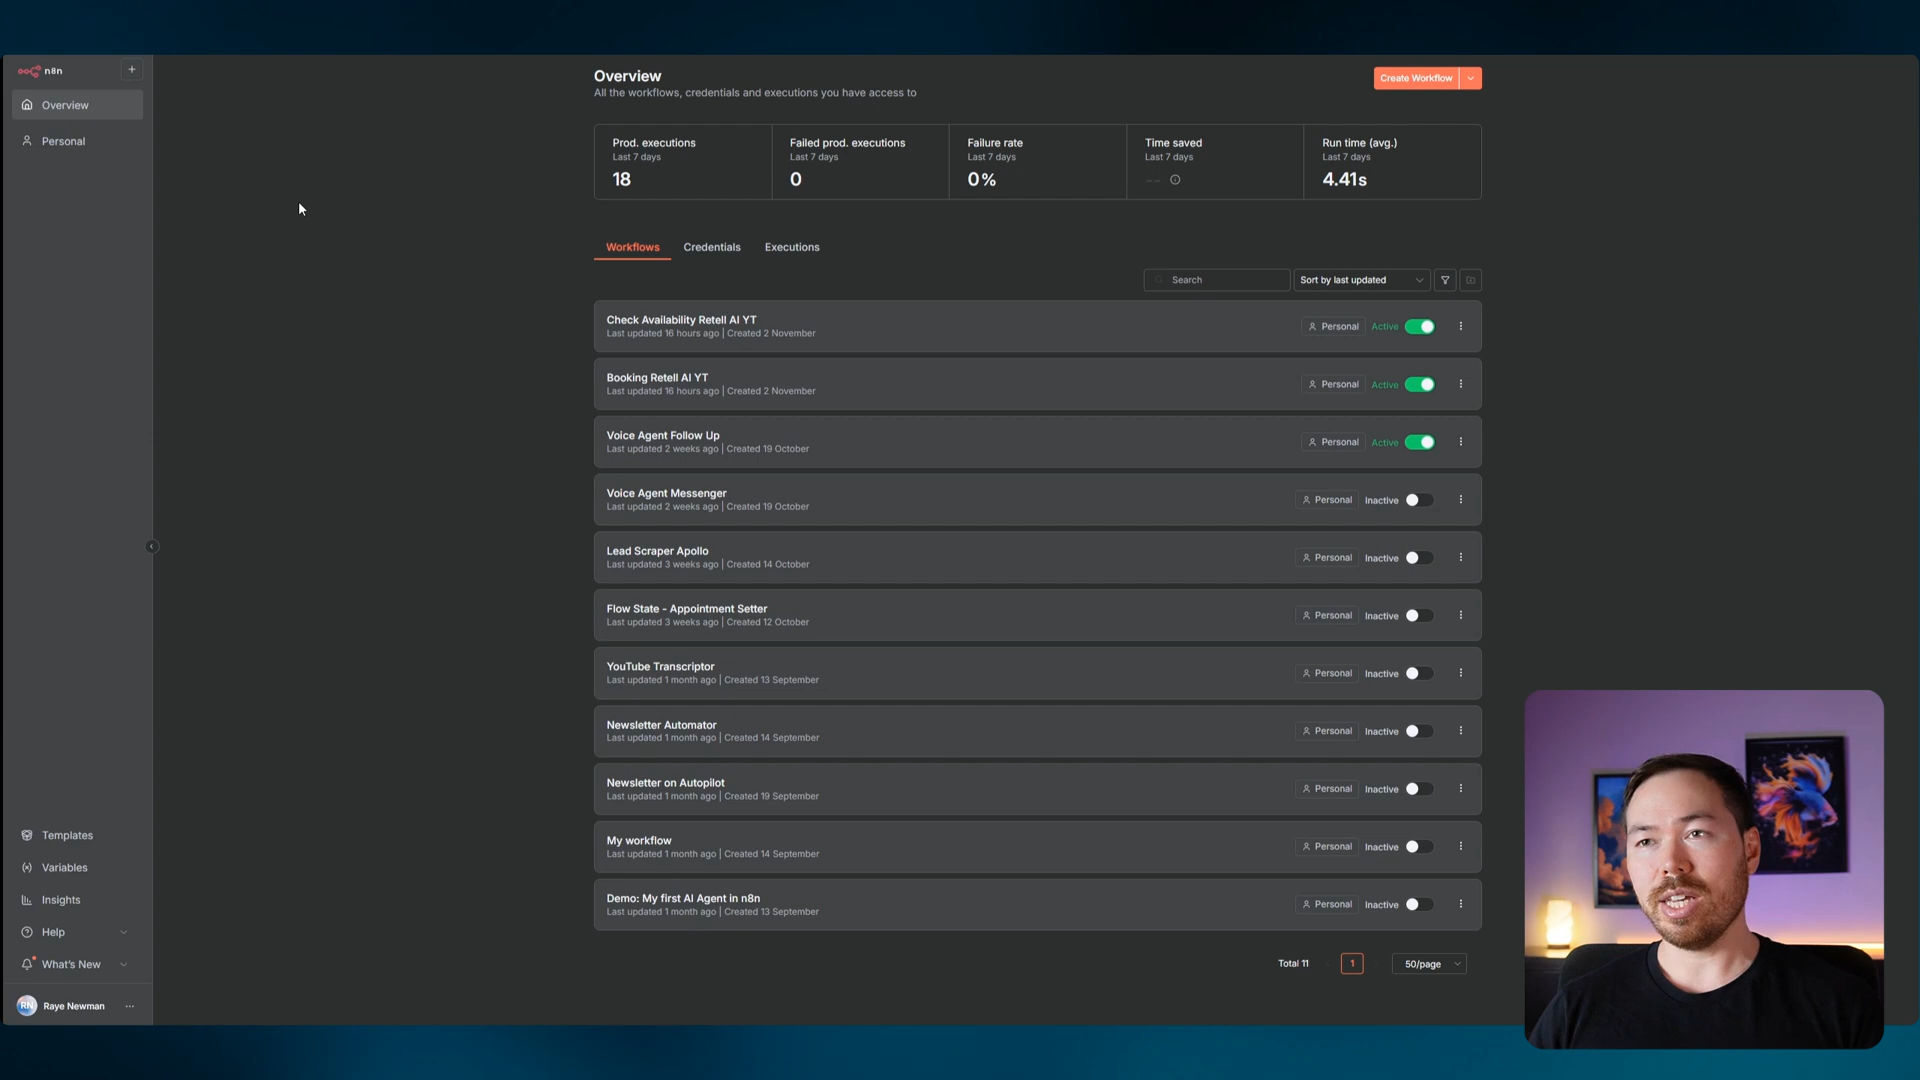 n8n
+
Overview
Personal
Templates
Variables
Insights
Help
What's New
RN Raye Newman
Overview
All the workflows, credentials and executions you have access to
Create Workflow
Prod. executions
Last 7 days
18
Failed prod. executions
Last 7 days
0
Failure rate
Last 7 days
0%
Time saved
Last 7 days
--
Run time (avg.)
Last 7 days
4.41s
Workflows Credentials Executions
Search
Sort by last updated
Check Availability Retell AI YT
Last updated 16 hours ago | Created 2 November
Personal Active
Booking Retell AI YT
Last updated 16 hours ago | Created 2 November
Personal Active
Voice Agent Follow Up
Last updated 2 weeks ago | Created 19 October
Personal Active
Voice Agent Messenger
Last updated 2 weeks ago | Created 19 October
Personal Inactive
Lead Scraper Apollo
Last updated 3 weeks ago | Created 14 October
Personal Inactive
Flow State - Appointment Setter
Last updated 3 weeks ago | Created 12 October
Personal Inactive
YouTube Transcriptor
Last updated 1 month ago | Created 13 September
Personal Inactive
Newsletter Automator
Last updated 1 month ago | Created 14 September
Personal Inactive
Newsletter on Autopilot
Last updated 1 month ago | Created 19 September
Personal Inactive
My workflow
Last updated 1 month ago | Created 14 September
Personal Inactive
Demo: My first AI Agent in n8n
Last updated 1 month ago | Created 13 September
Personal Inactive
Total 11 1 50/page